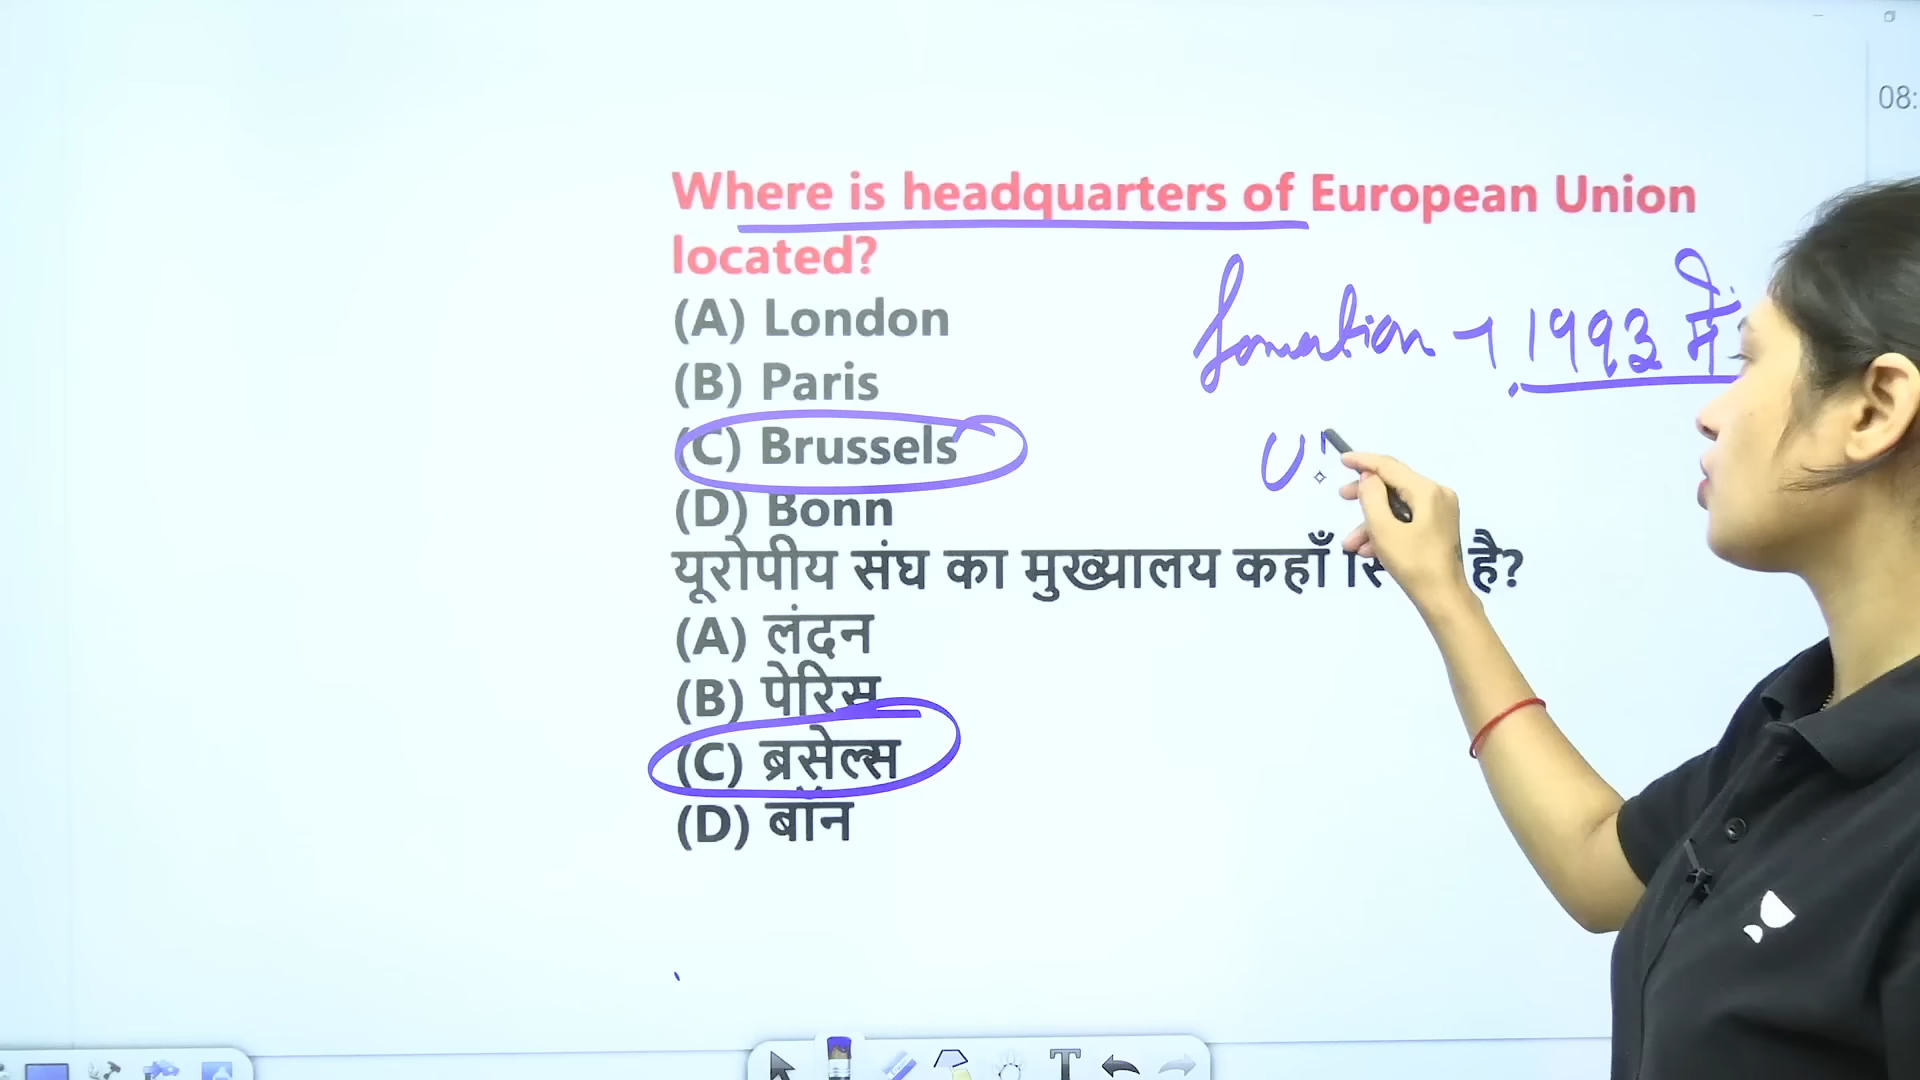 08:
Where is headquarters of European Union
located?
(A) London
(B) Paris
(C) Brussels
(D) Bonn
Formation → 1993 में
U
यूरोपीय संघ का मुख्यालय कहाँ है?
(A) लंदन
(B) पेरिस
(C) ब्रसेल्स
(D) बॉन
T